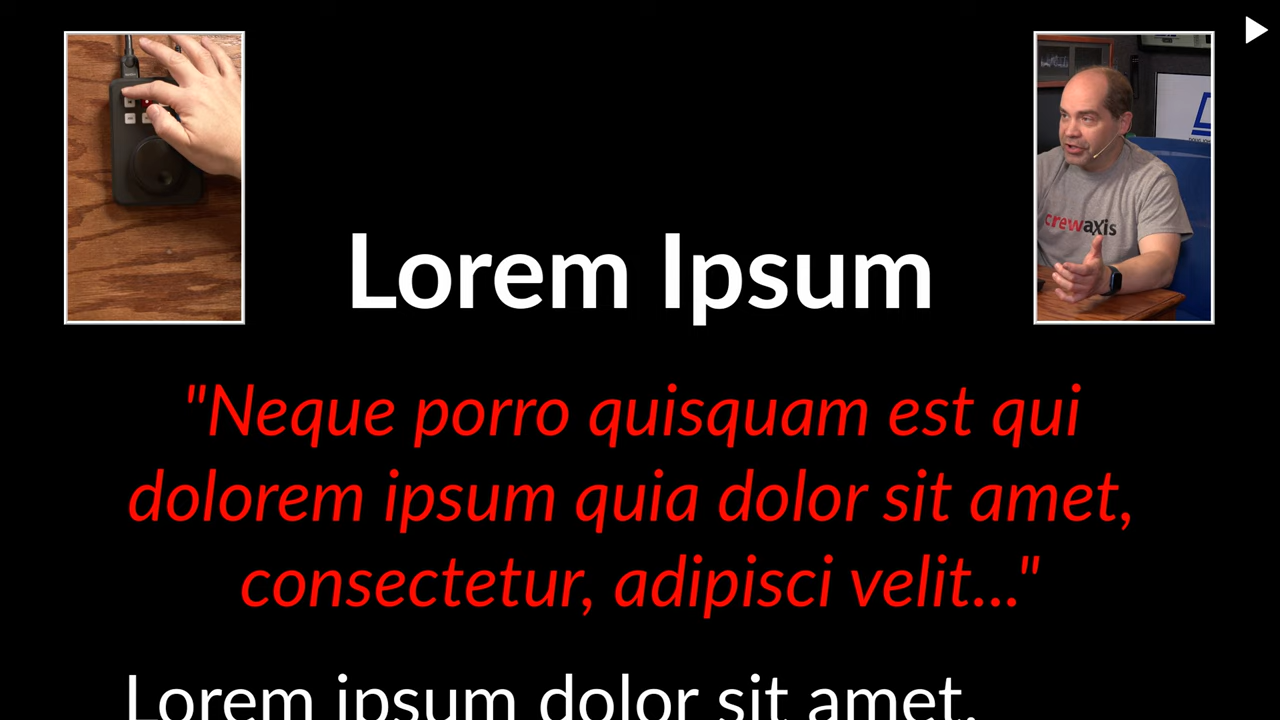 Lorem Ipsum
crewaxis
"Neque porro quisquam est qui
dolorem ipsum quia dolor sit amet,
consectetur, adipisci velit..."
Lorem ipsum dolor sit amet,